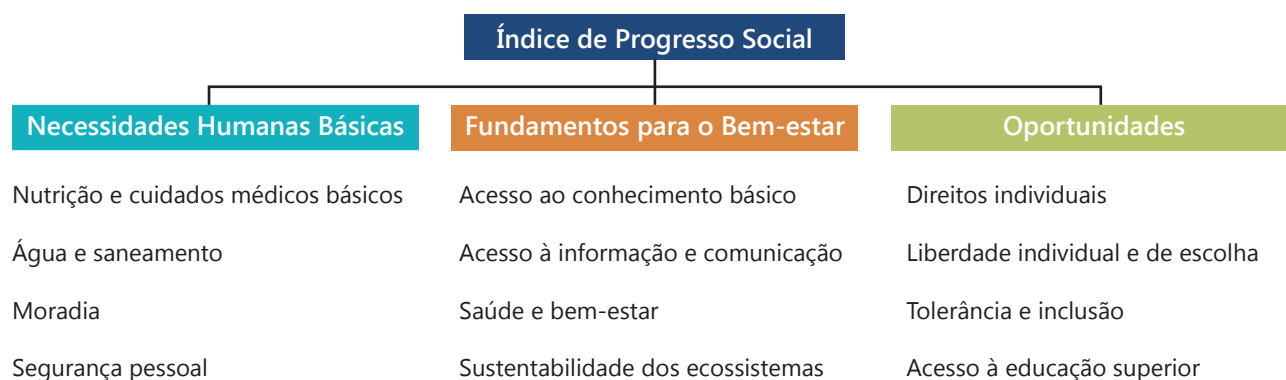 Índice de Progresso Social
Necessidades Humanas Básicas
Nutrição e cuidados médicos básicos
Água e saneamento
Moradia
Segurança pessoal
Fundamentos para o Bem-estar
Acesso ao conhecimento básico
Acesso à informação e comunicação
Saúde e bem-estar
Sustentabilidade dos ecossistemas
Oportunidades
Direitos individuais
Liberdade individual e de escolha
Tolerância e inclusão
Acesso à educação superior